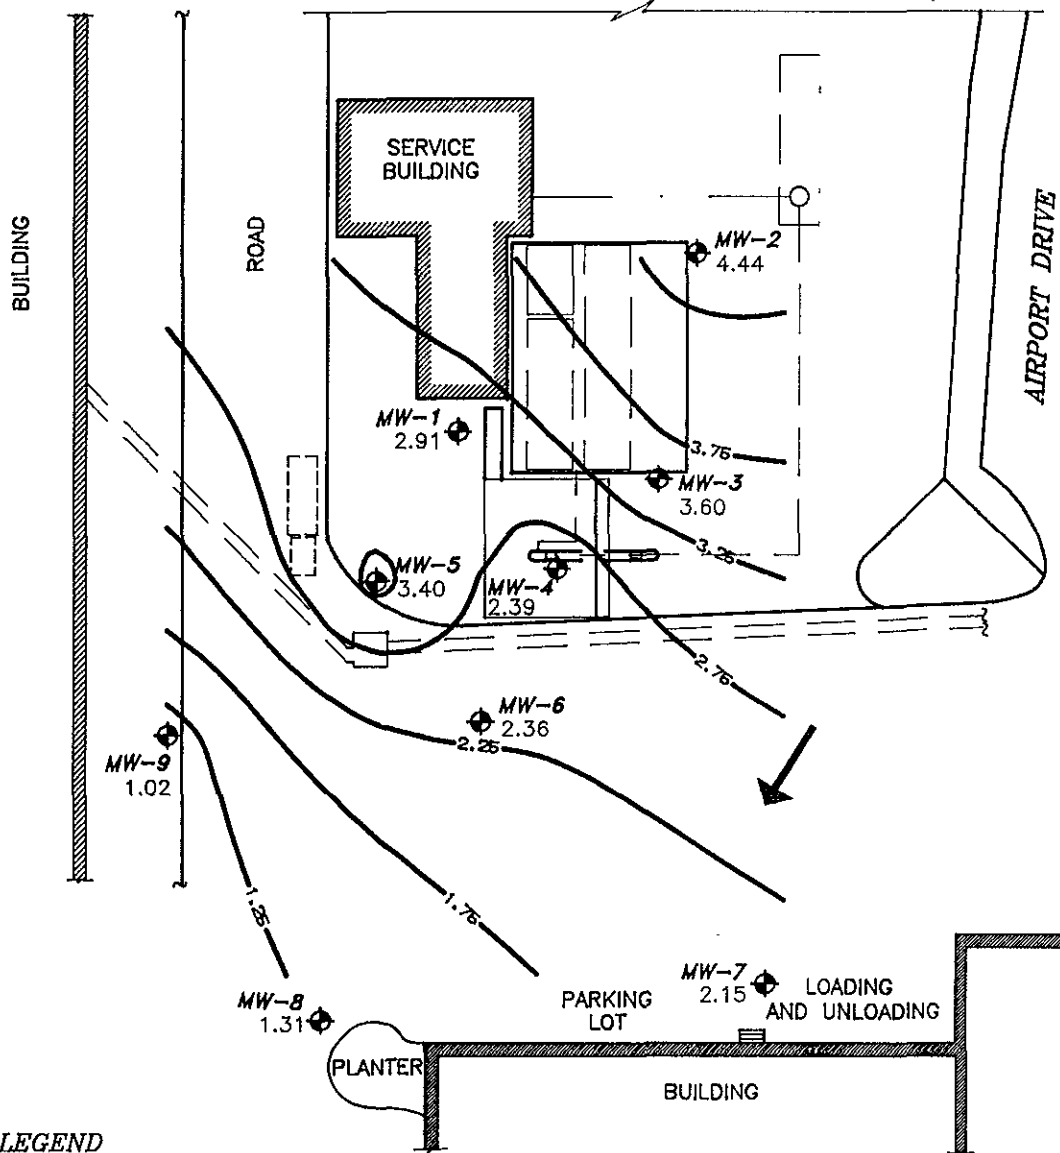 SERVICE
BUILDING
BUILDING
ROAD
AIRPORT DRIVE
MW-2
4.44
MW-1
2.91
3.75
MW-3
3.60
3.25
MW-5
3.40
MW-4
2.39
2.75
MW-6
2.36
2.25
MW-9
1.02
1.25
1.75
MW-7
2.15
LOADING
AND UNLOADING
PARKING
LOT
MW-8
1.31
PLANTER
BUILDING
LEGEND